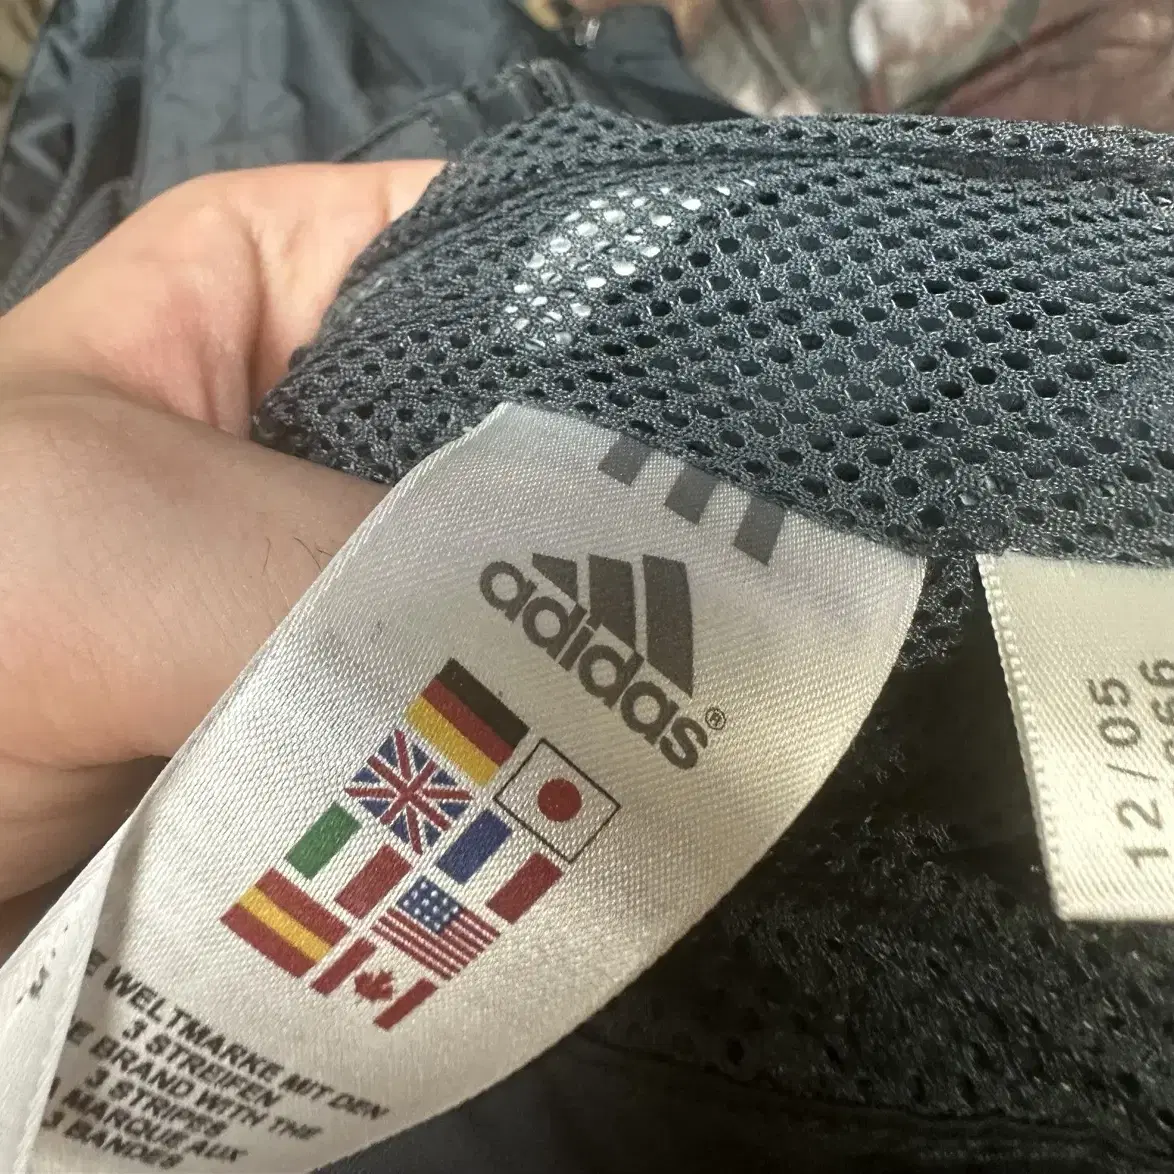 adidas®
E WELTMARKE MIT DEN
3 STREIFEN
E BRAND WITH THE
3 STRIPES
MARQUE AUX
3 BANDES
12/05